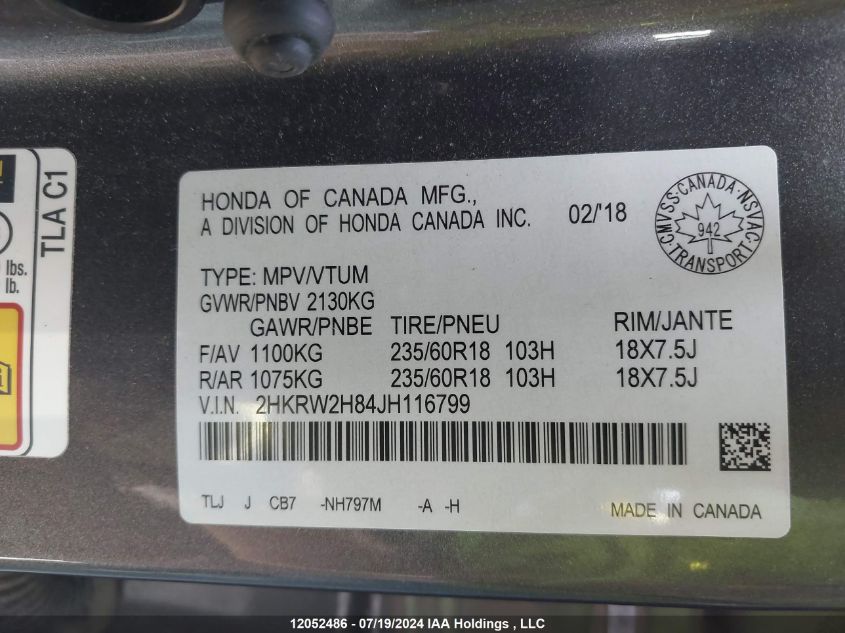 TLA C1
lbs.
lb.
HONDA OF CANADA MFG.,
A DIVISION OF HONDA CANADA INC. 02/'18
CMVSS·CANADA·NSVAC·TRANSPORT·
942
TYPE: MPV/VTUM
GVWR/PNBV 2130KG
GAWR/PNBE TIRE/PNEU RIM/JANTE
F/AV 1100KG 235/60R18 103H 18X7.5J
R/AR 1075KG 235/60R18 103H 18X7.5J
V.I.N. 2HKRW2H84JH116799
TLJ J CB7 -NH797M -A -H MADE IN CANADA
12052486 - 07/19/2024 IAA Holdings , LLC